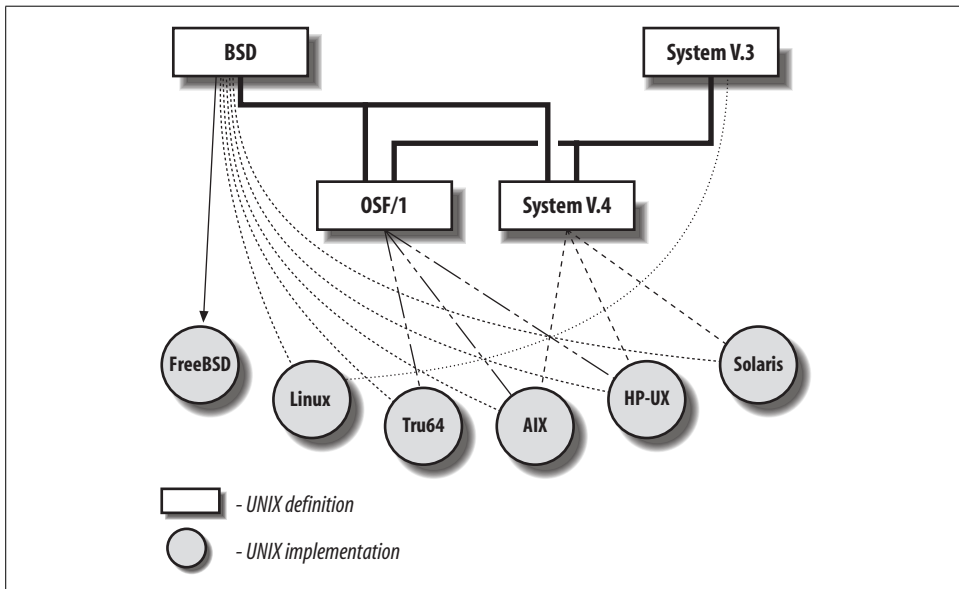 BSD
System V.3
OSF/1
System V.4
FreeBSD
Linux
Tru64
AIX
HP-UX
Solaris
- UNIX definition
- UNIX implementation